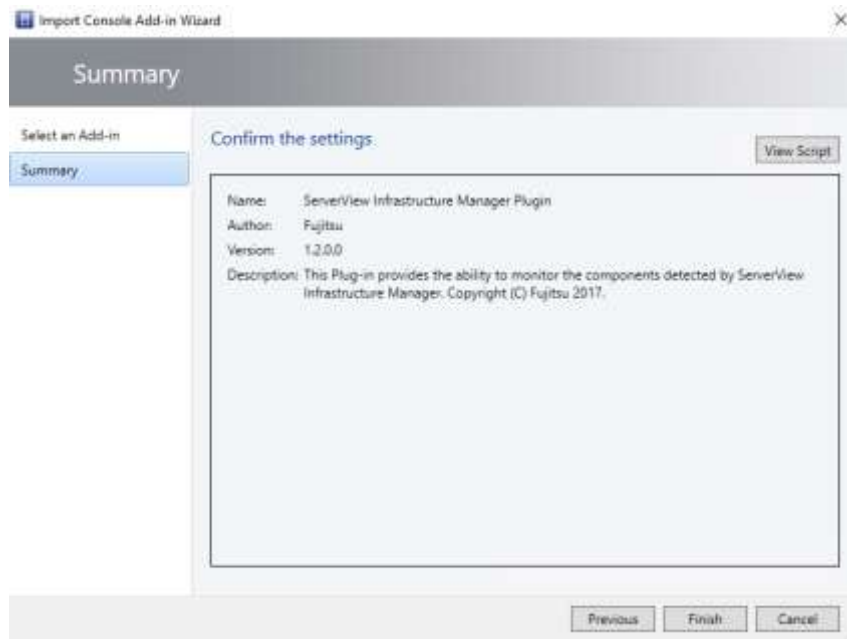 Import Console Add-in Wizard
Summary
Select an Add-in
Summary
Confirm the settings
View Script
Name: ServerView Infrastructure Manager Plugin
Author: Fujitsu
Version: 1.2.0.0
Description: This Plug-in provides the ability to monitor the components detected by ServerView
Infrastructure Manager. Copyright (C) Fujitsu 2017.
Previous Finish Cancel